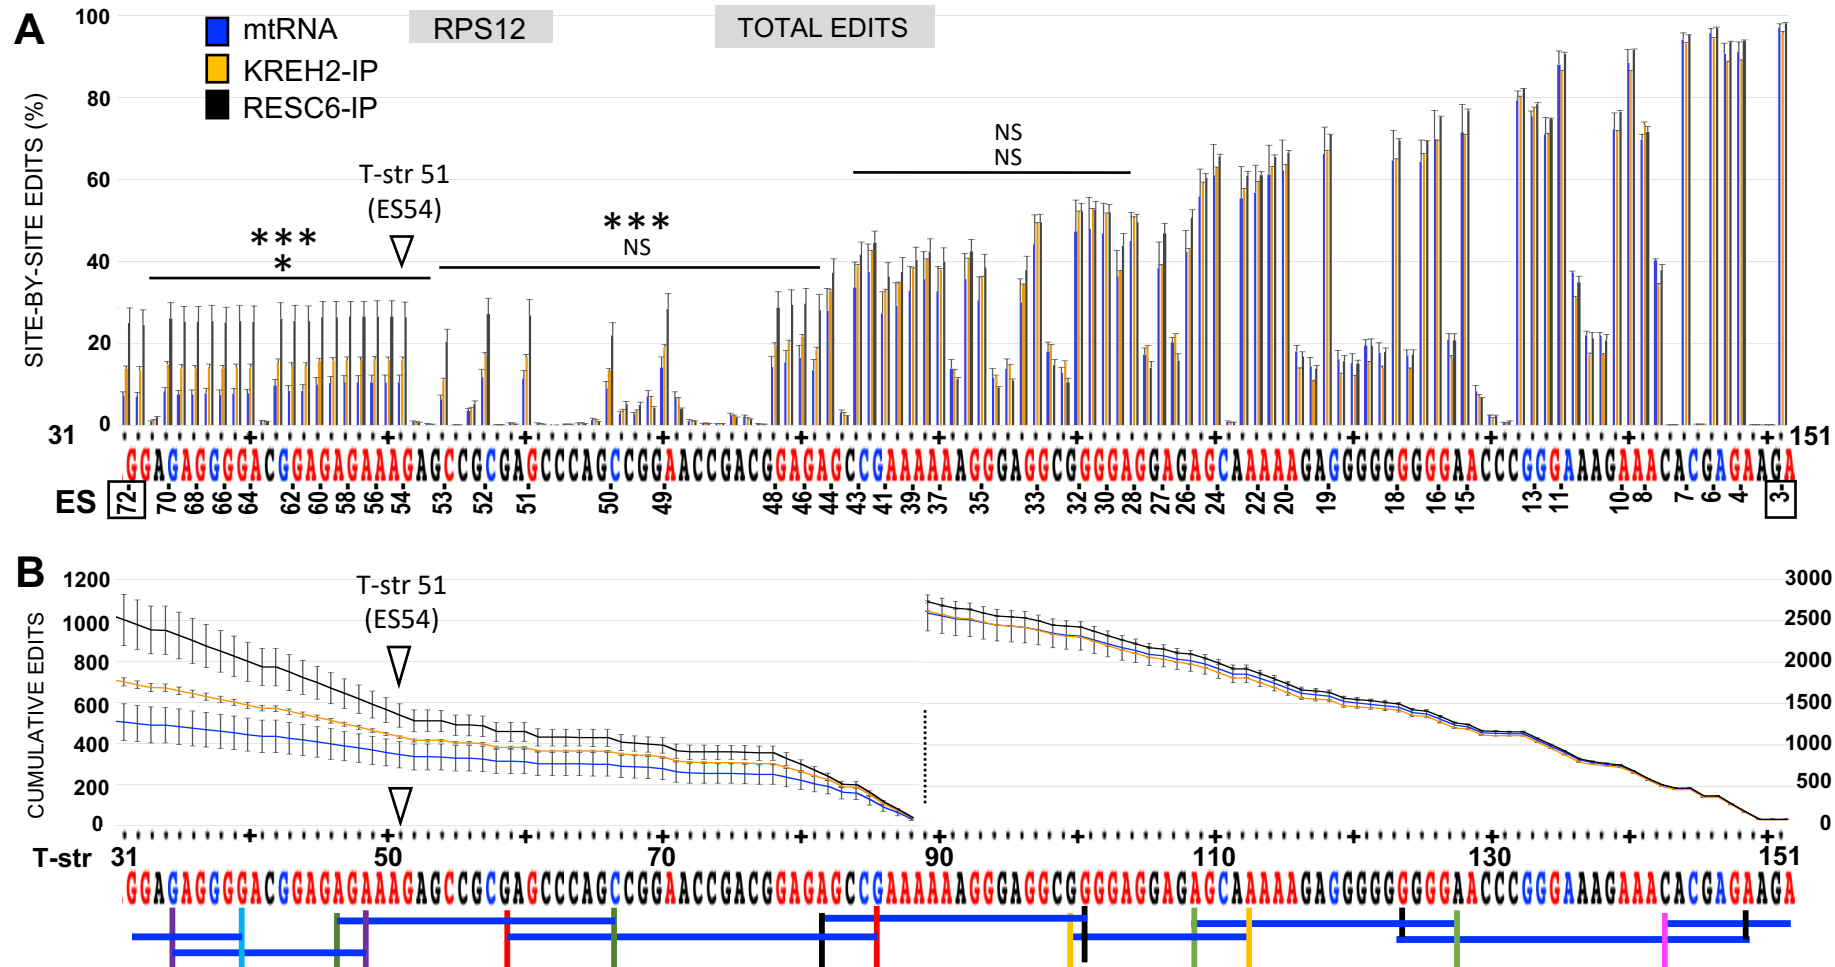 A
100
80
60
40
20
0
SITE-BY-SITE EDITS (%)
mtRNA
KREH2-IP
RESC6-IP
RPS12
TOTAL EDITS
T-str 51
(ES54)
***
*
***
NS
NS
NS
31
151
GGAGAGGGGACGGAGAGAAAGAGCCGCGAGCCCAGCCGGAACCGACGGAGAGCCGAAAAAAGGGAGGCGGGGAGGAGAGCAAAAAGAGGGGGGGGGAACCCGGGAAAGAAACACGAGAAGA
ES 72- 70- 68- 66- 64- 62- 60- 58- 56- 54- 53- 52- 51- 50- 49- 48- 46- 44- 43- 41- 39- 37- 35- 33- 32- 30- 28- 27- 26- 24- 22- 20- 19- 18- 16- 15- 13- 11- 10- 8- 7- 6- 4- 3-
B
1200
1000
800
600
400
200
0
CUMULATIVE EDITS
T-str 51
(ES54)
3000
2500
2000
1500
1000
500
0
T-str 31 50 70 90 110 130 151
GGAGAGGGGACGGAGAGAAAGAGCCGCGAGCCCAGCCGGAACCGACGGAGAGCCGAAAAAAGGGAGGCGGGGAGGAGAGCAAAAAGAGGGGGGGGGAACCCGGGAAAGAAACACGAGAAGA